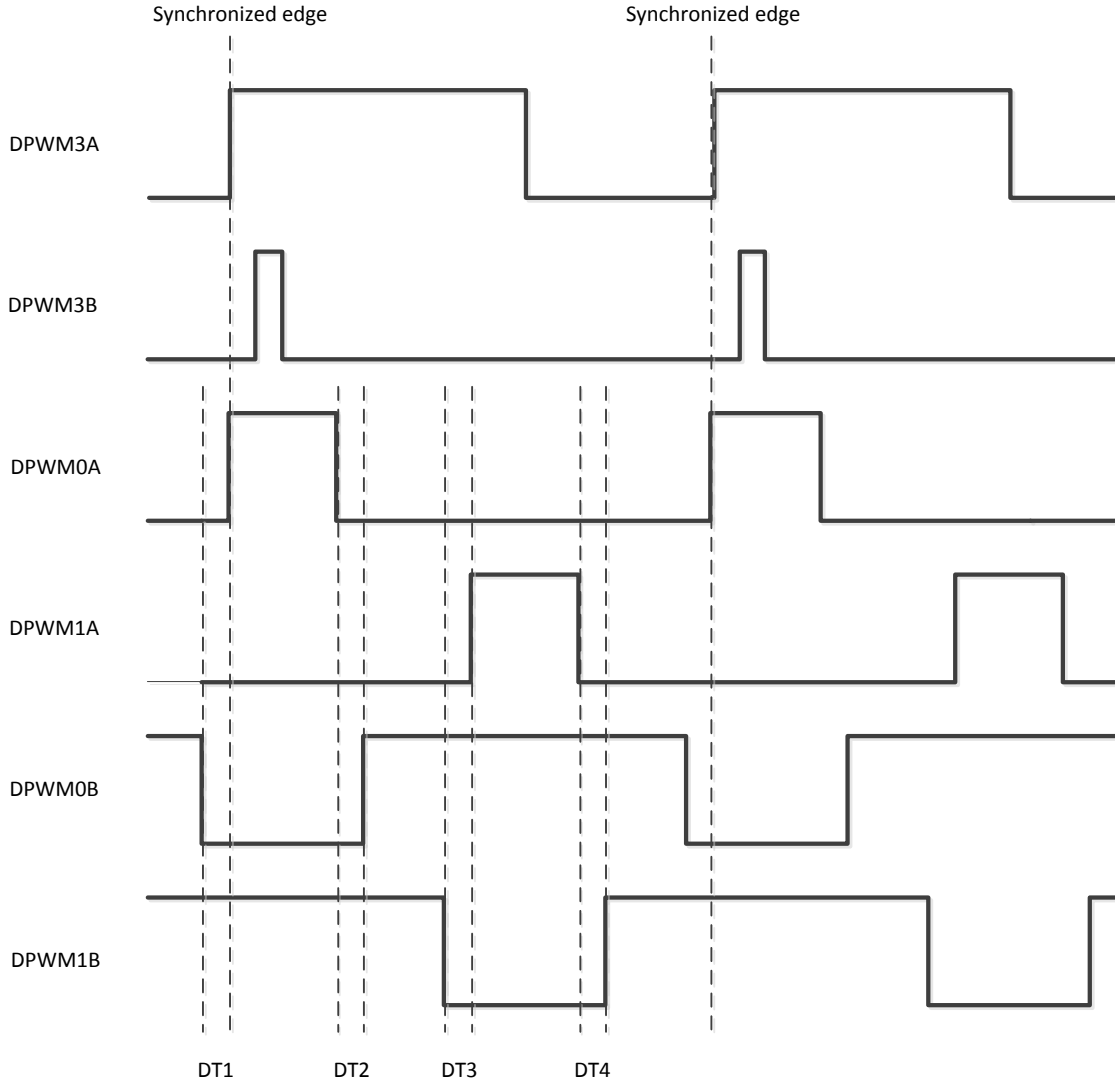 Synchronized edge
Synchronized edge
DPWM3A
DPWM3B
DPWM0A
DPWM1A
DPWM0B
DPWM1B
DT1
DT2
DT3
DT4